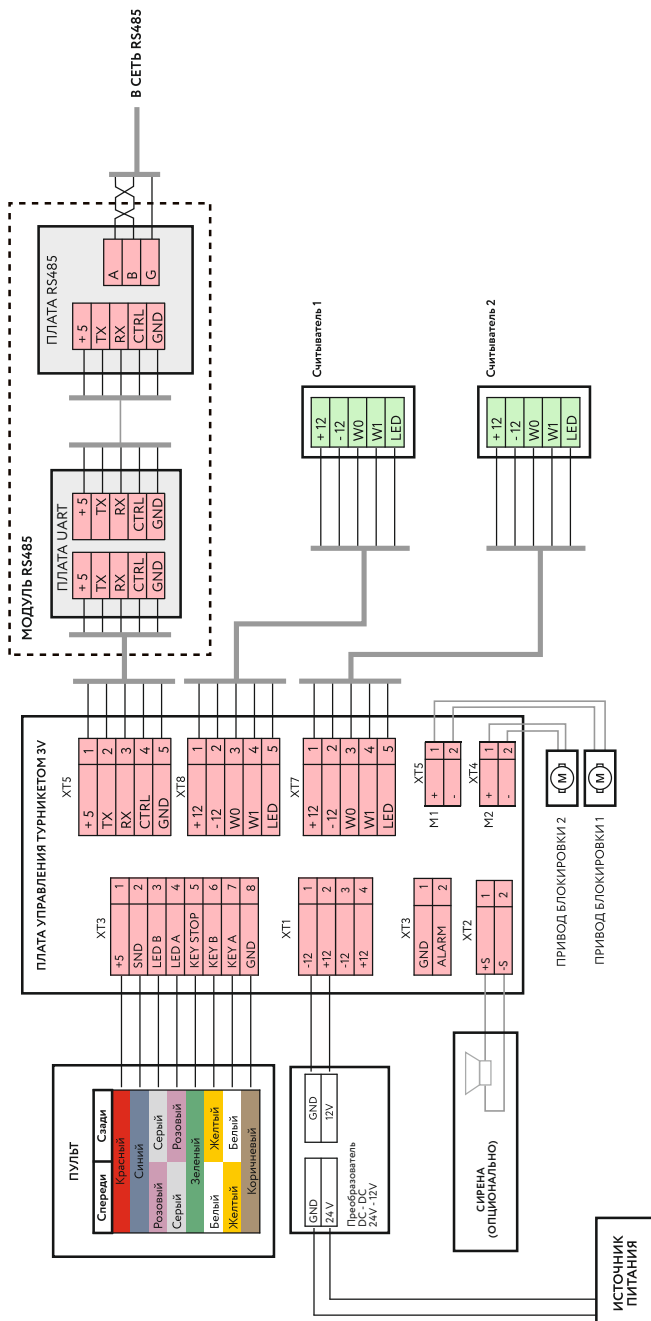 В СЕТЬ RS485
МОДУЛЬ RS485
ПЛАТА RS485
A
B
G
+ 5
TX
RX
CTRL
GND
ПЛАТА UART
+ 5
TX
RX
CTRL
GND
+ 5
TX
RX
CTRL
GND
Считыватель 1
+ 12
- 12
W0
W1
LED
Считыватель 2
+ 12
- 12
W0
W1
LED
ПЛАТА УПРАВЛЕНИЯ ТУРНИКЕТОМ 3V
XT5
+ 5 1
TX 2
RX 3
CTRL 4
GND 5
XT8
+ 12 1
- 12 2
W0 3
W1 4
LED 5
XT7
+ 12 1
- 12 2
W0 3
W1 4
LED 5
XT5
M1
+ 1
- 2
XT4
M2
+ 1
- 2
XT3
+5 1
SND 2
LED B 3
LED A 4
KEY STOP 5
KEY B 6
KEY A 7
GND 8
XT1
-12 1
+12 2
-12 3
+12 4
XT3
GND 1
ALARM 2
XT2
+S 1
-S 2
M
ПРИВОД БЛОКИРОВКИ 2
M
ПРИВОД БЛОКИРОВКИ 1
ПУЛЬТ
Спереди Сзади
Красный
Синий
Розовый Серый
Серый Розовый
Зеленый
Белый Желтый
Желтый Белый
Коричневый
GND
12V
GND
24 V
Преобразователь
DC - DC
24V - 12V
СИРЕНА
(ОПЦИОНАЛЬНО)
ИСТОЧНИК
ПИТАНИЯ